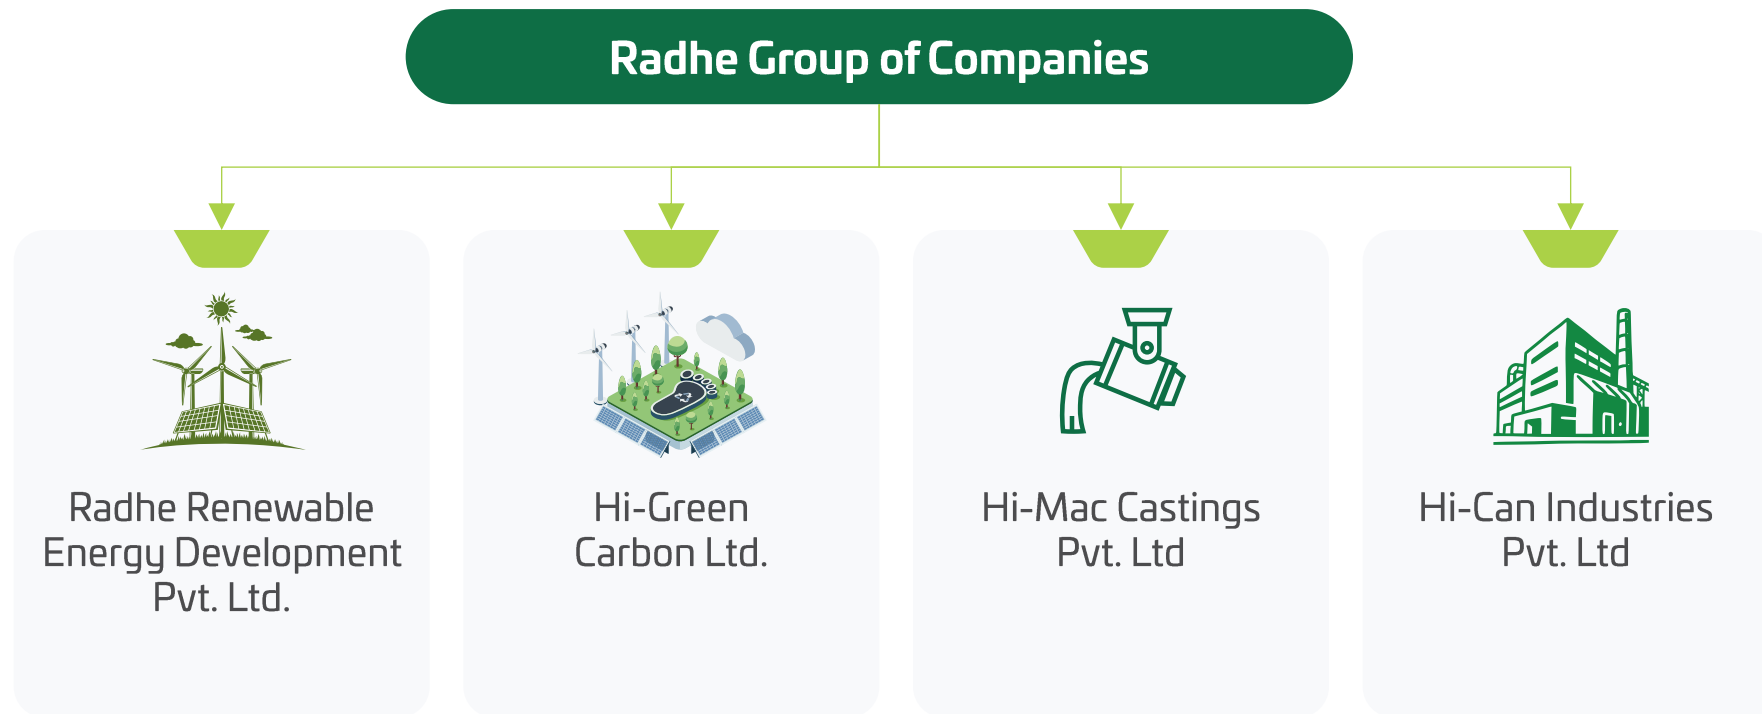 Radhe Group of Companies
Radhe Renewable
Energy Development
Pvt. Ltd.
Hi-Green
Carbon Ltd.
Hi-Mac Castings
Pvt. Ltd
Hi-Can Industries
Pvt. Ltd